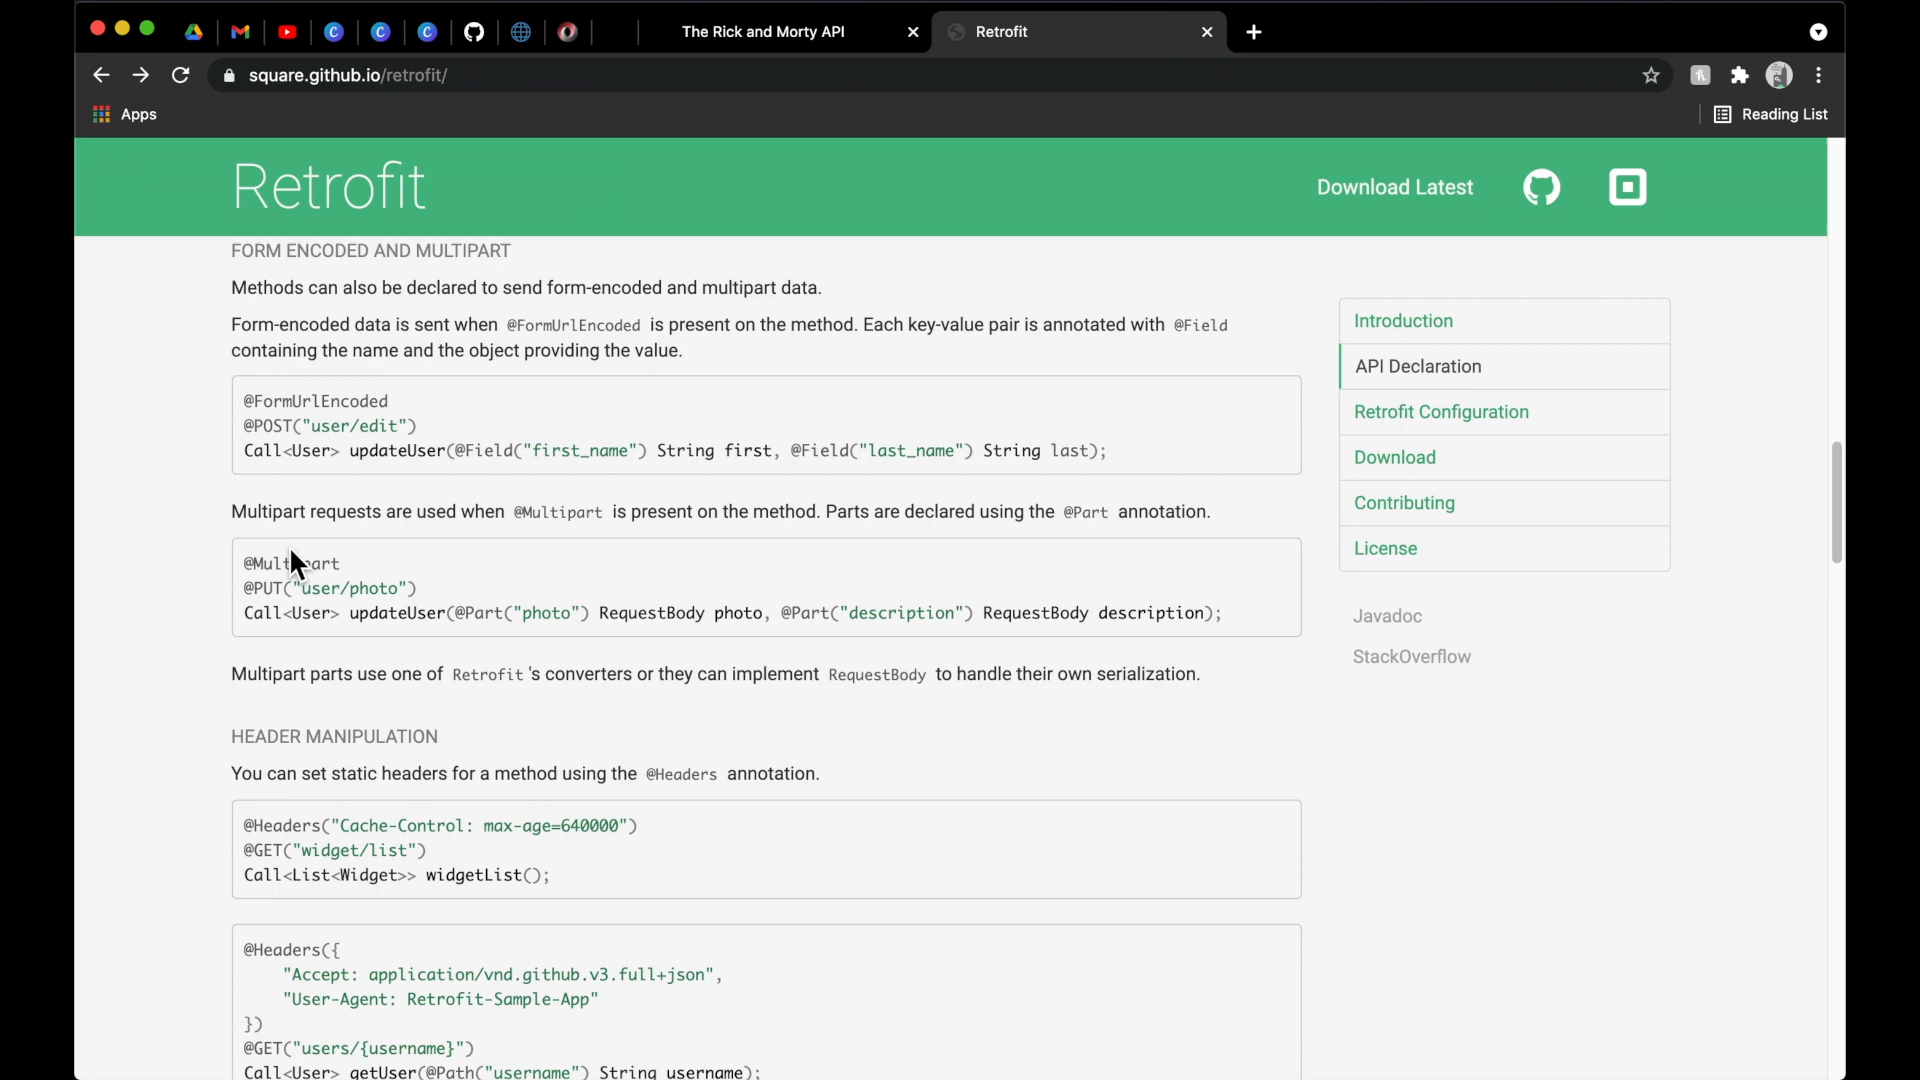 The Rick and Morty API
Retrofit
square.github.io/retrofit/
Apps
Reading List
Retrofit
Download Latest
FORM ENCODED AND MULTIPART
Methods can also be declared to send form-encoded and multipart data.
Form-encoded data is sent when @FormUrlEncoded is present on the method. Each key-value pair is annotated with @Field
containing the name and the object providing the value.
@FormUrlEncoded
@POST("user/edit")
Call<User> updateUser(@Field("first_name") String first, @Field("last_name") String last);
Multipart requests are used when @Multipart is present on the method. Parts are declared using the @Part annotation.
@Multipart
@PUT("user/photo")
Call<User> updateUser(@Part("photo") RequestBody photo, @Part("description") RequestBody description);
Multipart parts use one of Retrofit's converters or they can implement RequestBody to handle their own serialization.
HEADER MANIPULATION
You can set static headers for a method using the @Headers annotation.
@Headers("Cache-Control: max-age=640000")
@GET("widget/list")
Call<List<Widget>> widgetList();
@Headers({
"Accept: application/vnd.github.v3.full+json",
"User-Agent: Retrofit-Sample-App"
})
@GET("users/{username}")
Call<User> getUser(@Path("username") String username);
Introduction
API Declaration
Retrofit Configuration
Download
Contributing
License
Javadoc
StackOverflow